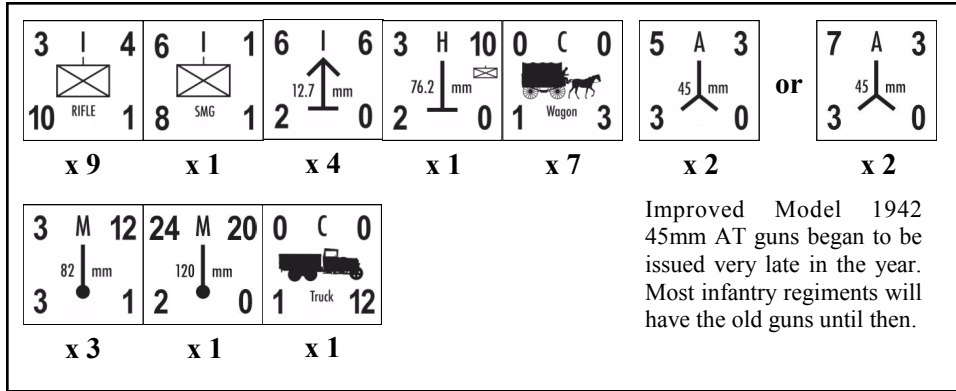 3 I 4 6 I 1 6 I 6 3 H 10 0 C 0 5 A 3 7 A 3
12.7 mm 76.2 mm 45 mm or 45 mm
10 RIFLE 1 8 SMG 1 2 0 2 0 1 Wagon 3 3 0 3 0
x 9 x 1 x 4 x 1 x 7 x 2 x 2
Improved Model 1942
45mm AT guns began to be
issued very late in the year.
Most infantry regiments will
have the old guns until then.
3 M 12 24 M 20 0 C 0
82 mm 120 mm
3 1 2 0 1 Truck 12
x 3 x 1 x 1